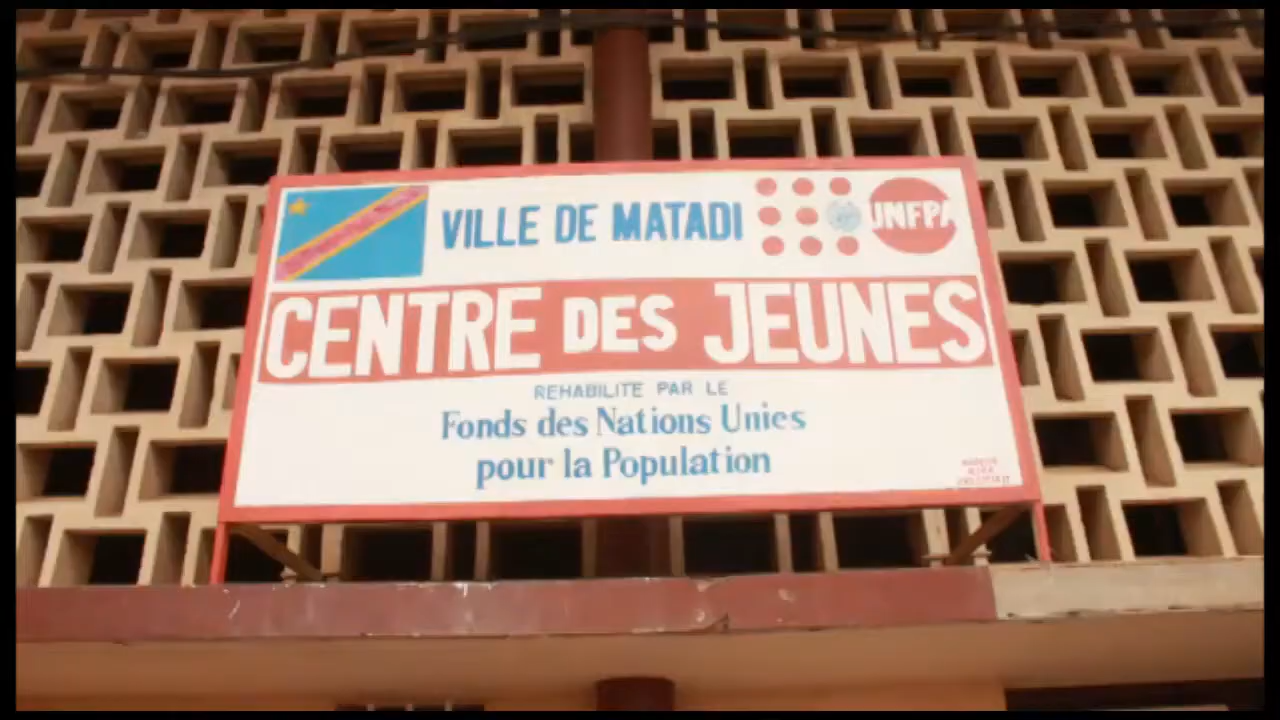 VILLE DE MATADI
UNFPA
CENTRE DES JEUNES
REHABILITE PAR LE
Fonds des Nations Unies
pour la Population